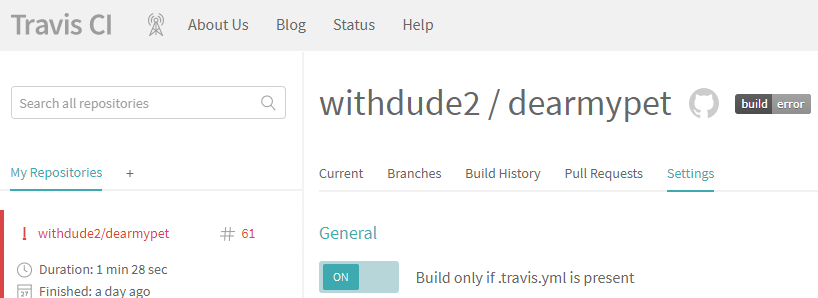 Travis CI About Us Blog Status Help
Search all repositories
withdude2 / dearmypet build error
My Repositories +
Current Branches Build History Pull Requests Settings
! withdude2/dearmypet # 61
General
Duration: 1 min 28 sec
ON Build only if .travis.yml is present
27 Finished: a day ago